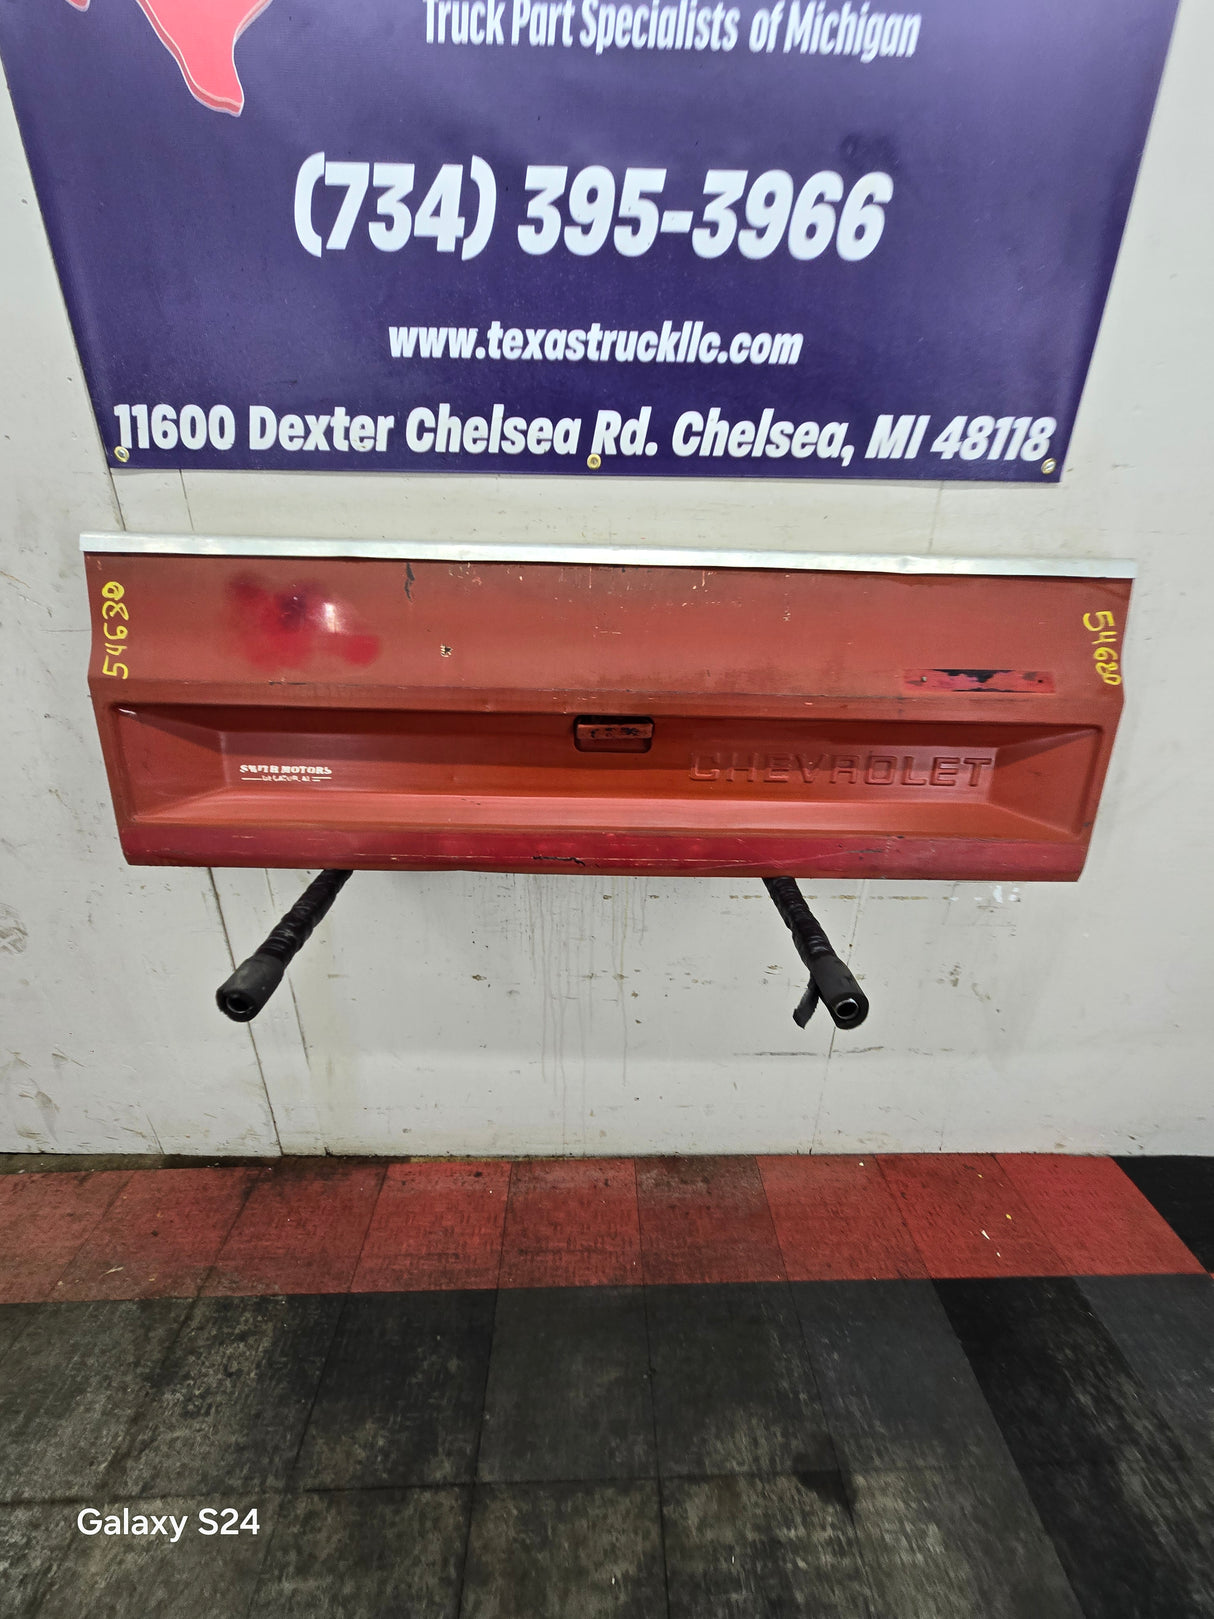 Truck Part Specialists of Michigan
(734) 395-3966
www.texastruckllc.com
11600 Dexter Chelsea Rd. Chelsea, MI 48118
54680
54680
CHEVROLET
MOTORS
Galaxy S24